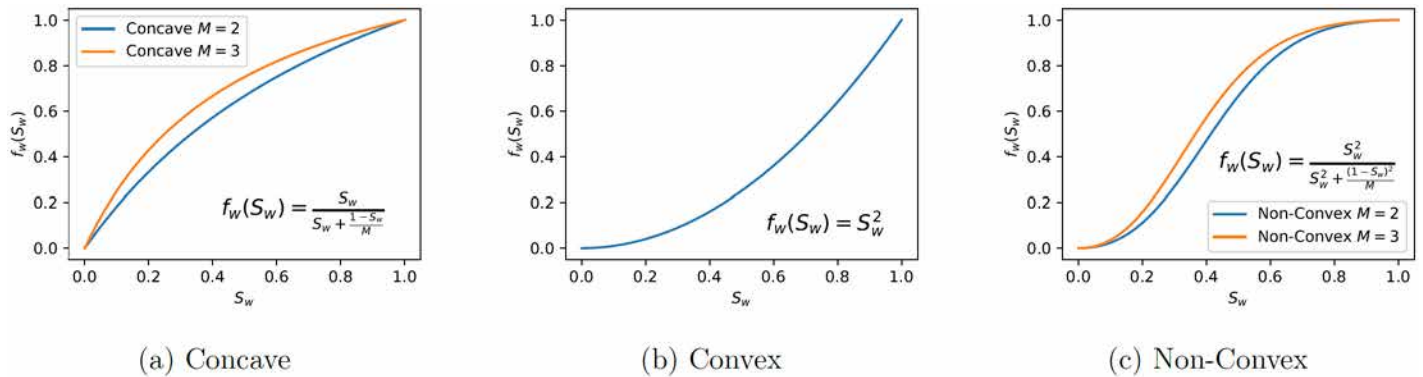 1.0
0.8
0.6
0.4
0.2
0.0
f_w(S_w)
Concave M = 2
Concave M = 3
f_w(S_w) = S_w / (S_w + (1 − S_w)/M)
0.0 0.2 0.4 0.6 0.8 1.0
S_w
(a) Concave
1.0
0.8
0.6
0.4
0.2
0.0
f_w(S_w)
f_w(S_w) = S_w^2
0.0 0.2 0.4 0.6 0.8 1.0
S_w
(b) Convex
1.0
0.8
0.6
0.4
0.2
0.0
f_w(S_w)
f_w(S_w) = S_w^2 / (S_w^2 + (1 − S_w)^2/M)
Non-Convex M = 2
Non-Convex M = 3
0.0 0.2 0.4 0.6 0.8 1.0
S_w
(c) Non-Convex